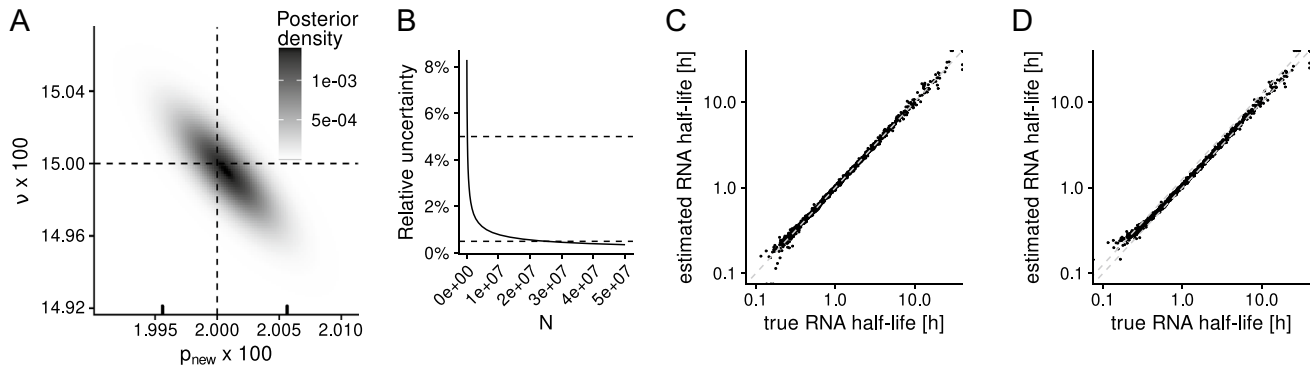 A
Posterior
density
1e-03
5e-04
15.04
15.00
14.96
14.92
ν x 100
1.995
2.000
2.005
2.010
pnew x 100
B
8%
6%
4%
2%
0%
Relative uncertainty
0e+00
1e+07
2e+07
3e+07
4e+07
5e+07
N
C
10.0
1.0
0.1
estimated RNA half-life [h]
0.1
1.0
10.0
true RNA half-life [h]
D
10.0
1.0
0.1
estimated RNA half-life [h]
0.1
1.0
10.0
true RNA half-life [h]